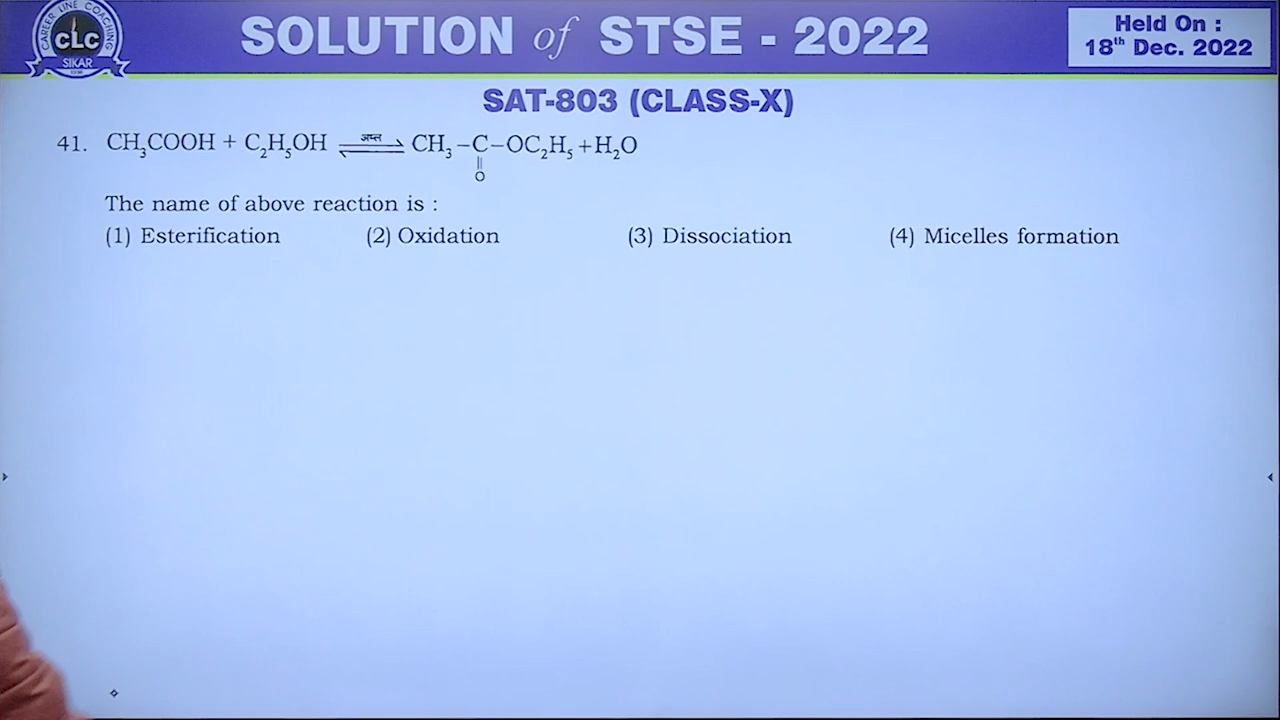 CAREER LINE COACHING
CLC
SIKAR
SOLUTION of STSE - 2022
Held On :
18th Dec. 2022
SAT-803 (CLASS-X)
41. CH₃COOH + C₂H₅OH ⇌ अम्ल CH₃ –C–OC₂H₅ +H₂O
||
O
The name of above reaction is :
(1) Esterification (2) Oxidation (3) Dissociation (4) Micelles formation